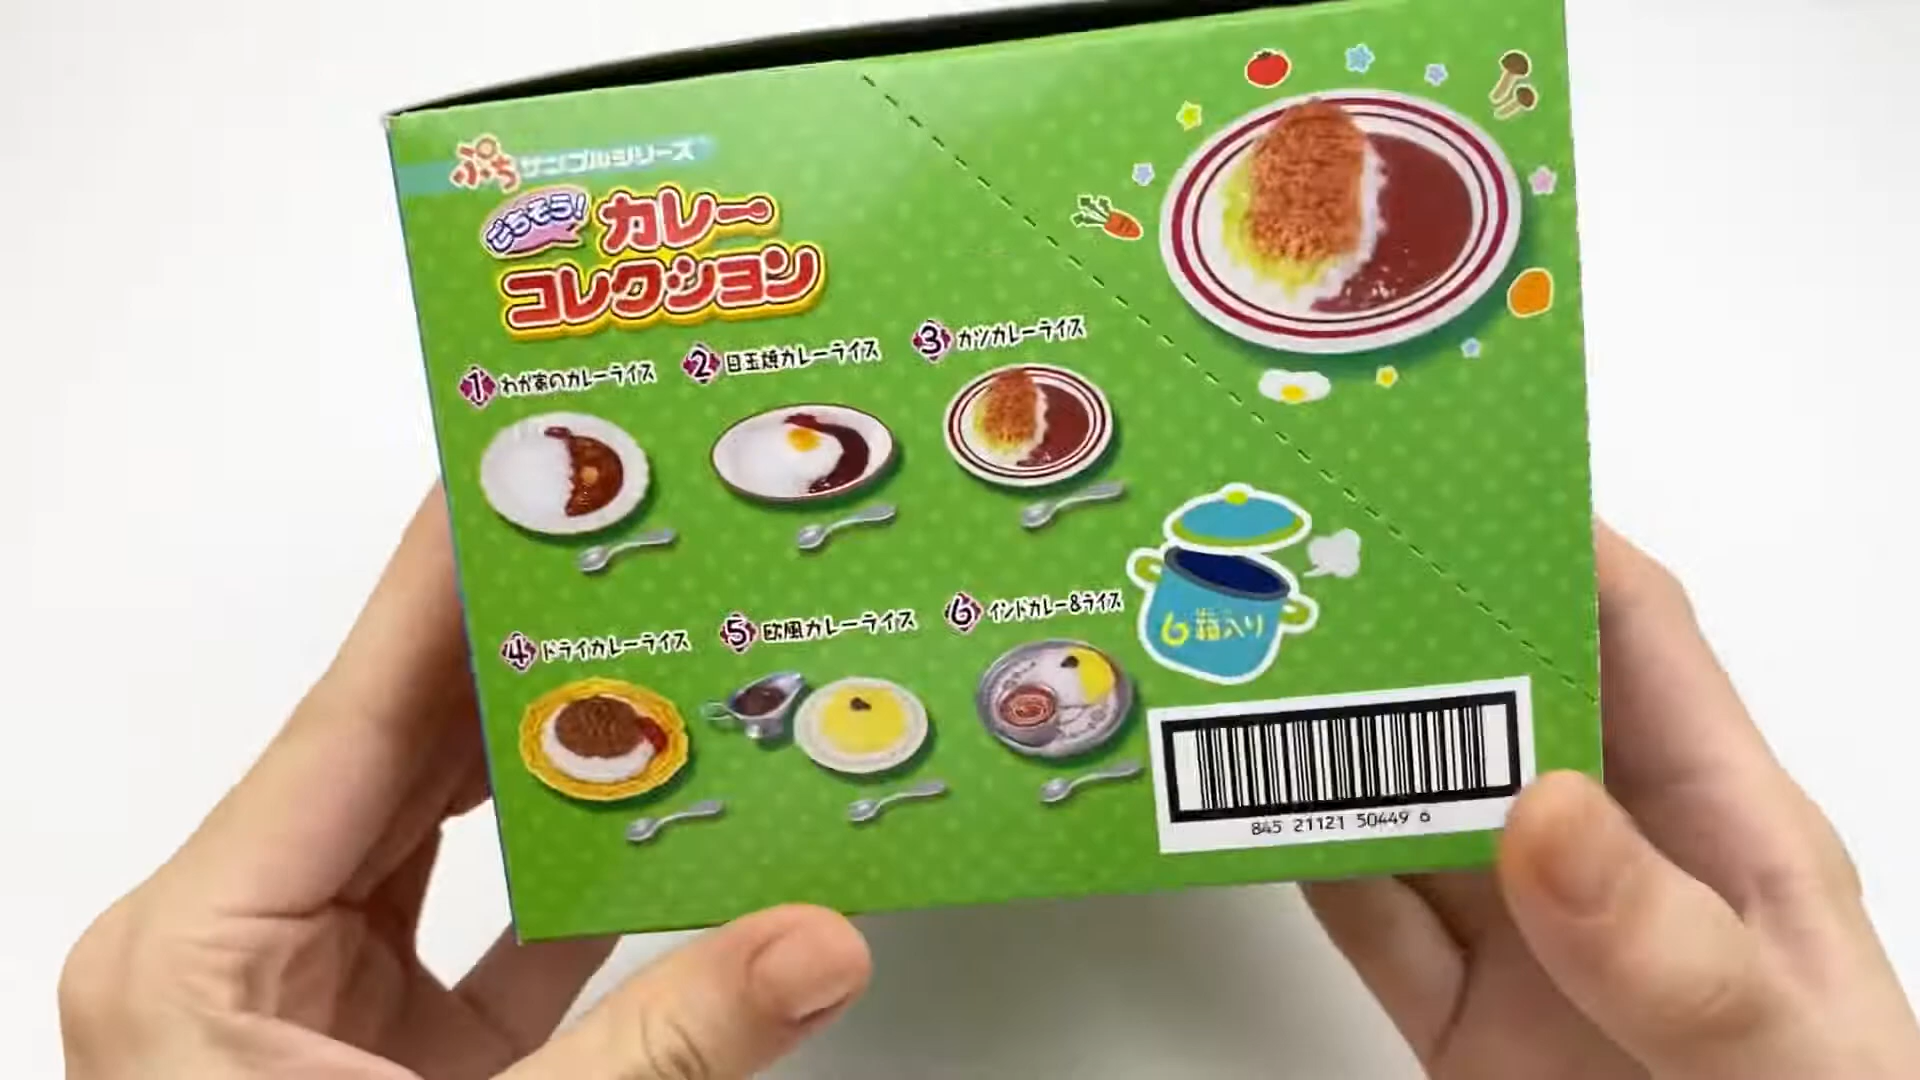 ぷちサンプルシリーズ
ごちそう!
カレー
コレクション
1 わが家のカレーライス
2 目玉焼カレーライス
3 カツカレーライス
4 ドライカレーライス
5 欧風カレーライス
6 インドカレー&ライス
6箱入り
845 21121 50449 6